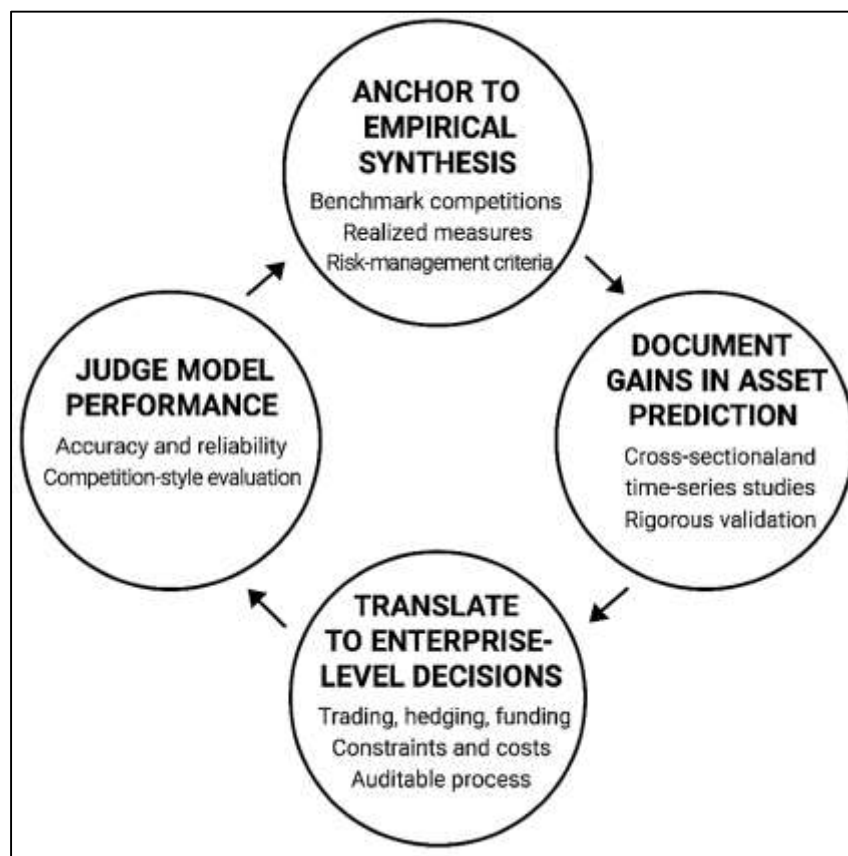 ANCHOR TO
EMPIRICAL
SYNTHESIS
Benchmark competitions
Realized measures
Risk-management criteria
DOCUMENT
GAINS IN ASSET
PREDICTION
Cross-sectionaland
time-series studies
Rigorous validation
TRANSLATE
TO ENTERPRISE-
LEVEL DECISIONS
Trading, hedging, funding
Constraints and costs
Auditable process
JUDGE MODEL
PERFORMANCE
Accuracy and reliability
Competition-style evaluation